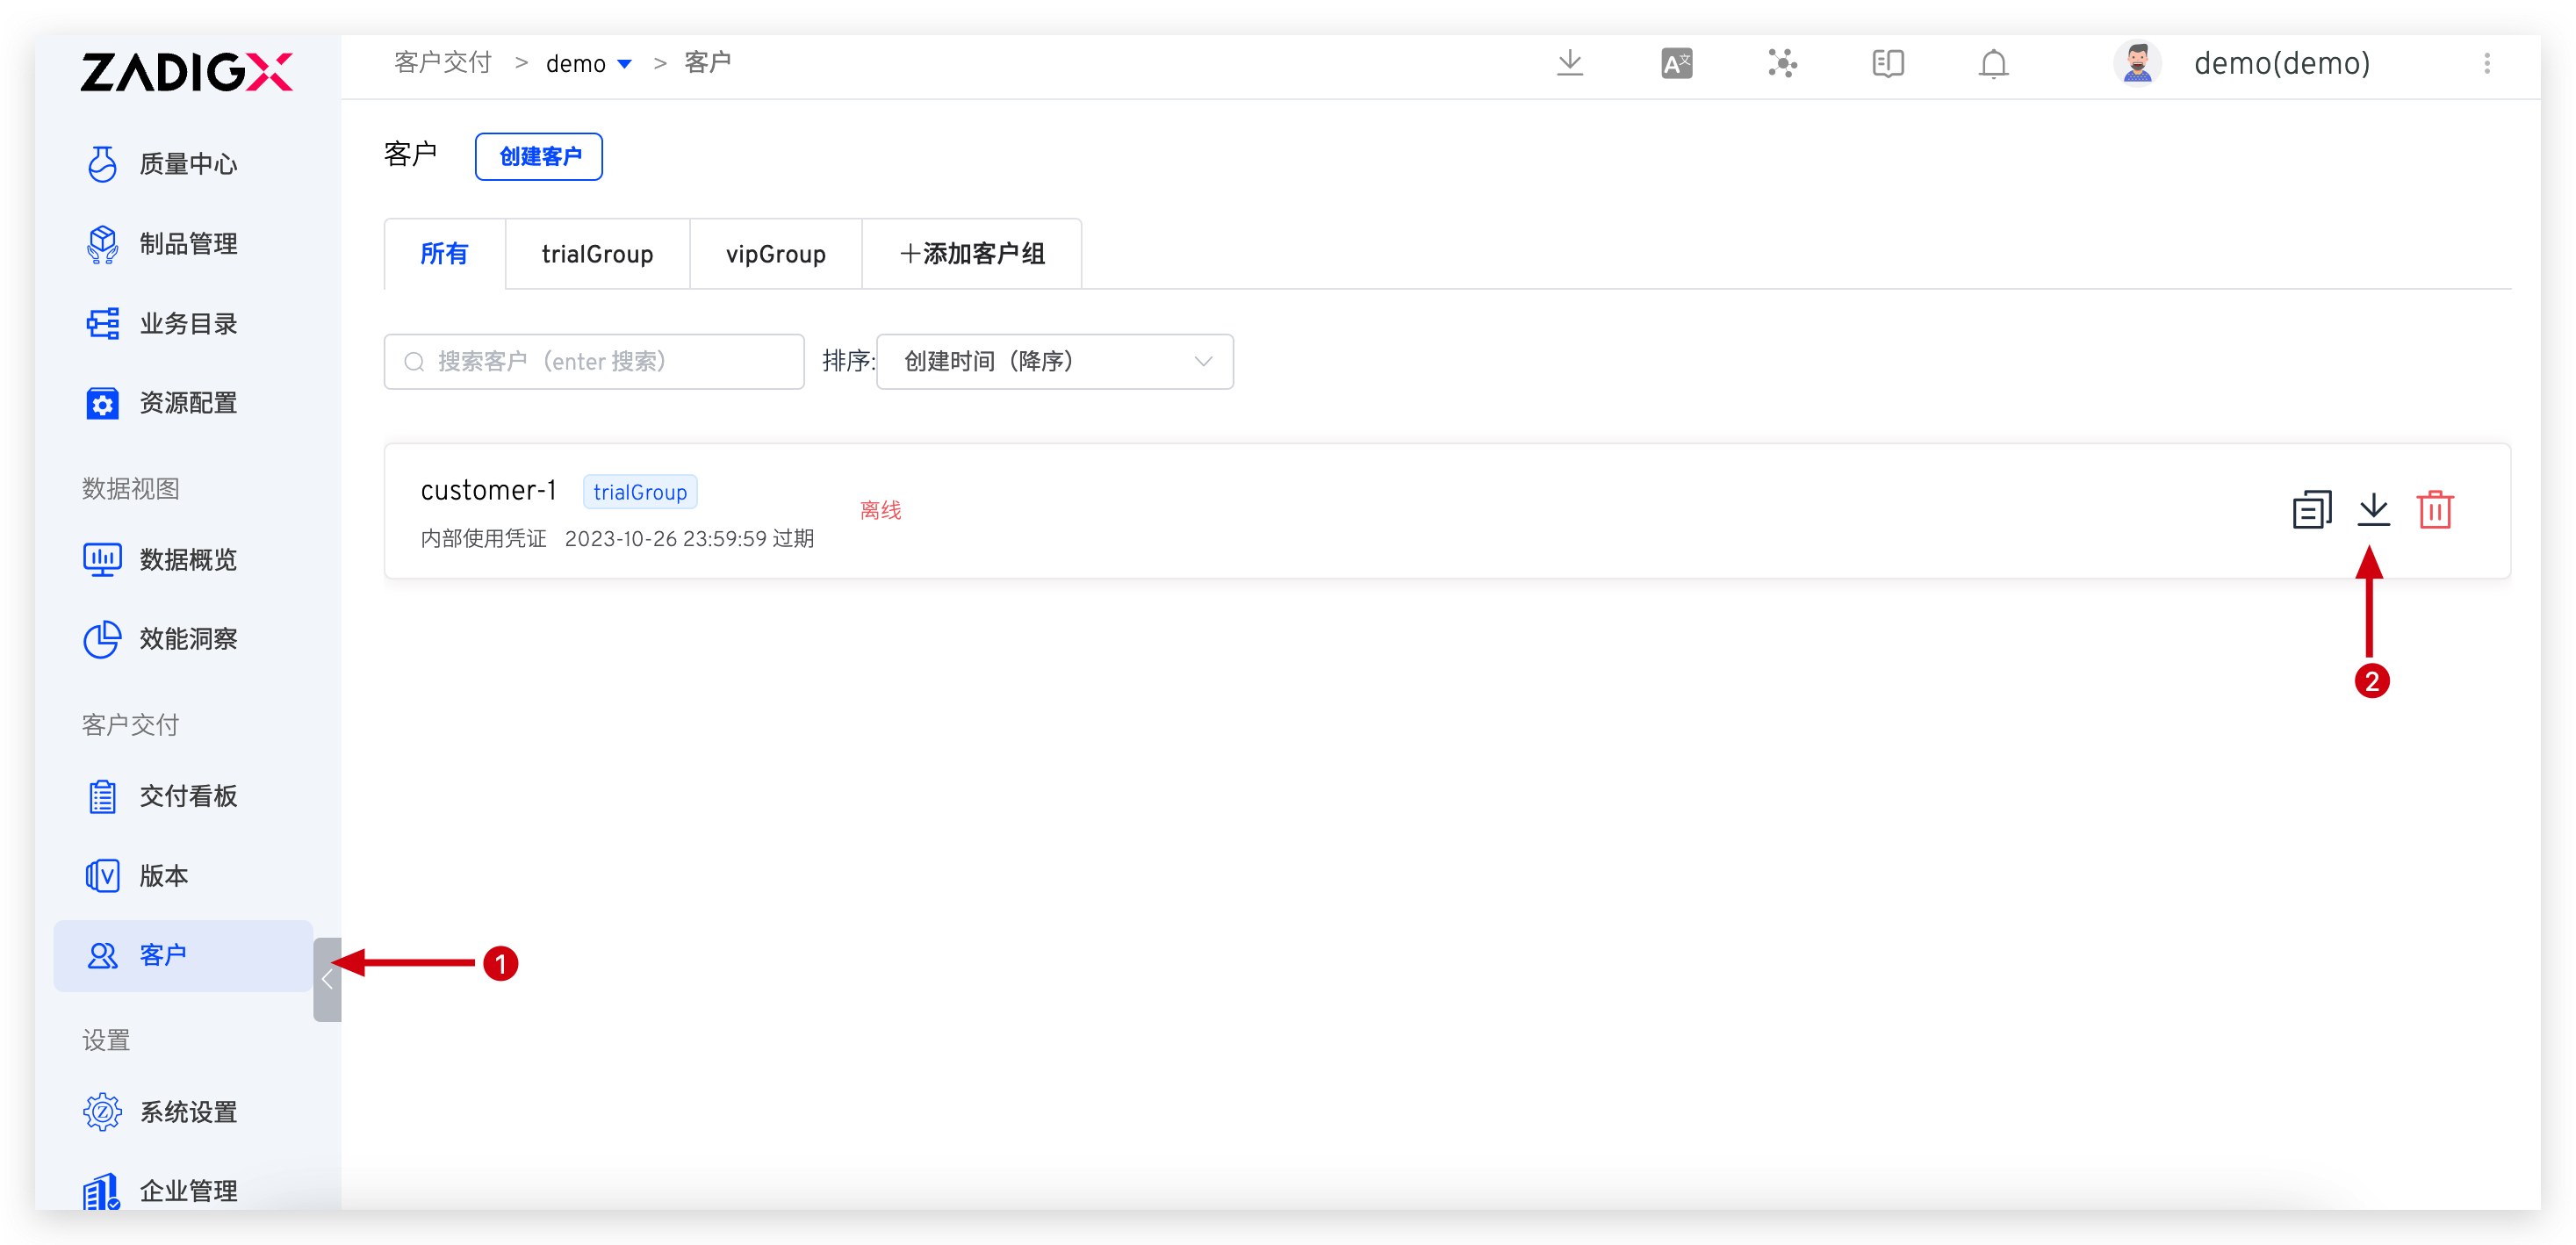 ZADIGX
客户交付 > demo > 客户
A文
demo(demo)
质量中心
制品管理
业务目录
资源配置
数据视图
数据概览
效能洞察
客户交付
交付看板
版本
客户
设置
系统设置
企业管理
客户
创建客户
所有
trialGroup
vipGroup
+添加客户组
搜索客户（enter 搜索）
排序:
创建时间（降序）
customer-1
trialGroup
离线
内部使用凭证 2023-10-26 23:59:59 过期
2
1